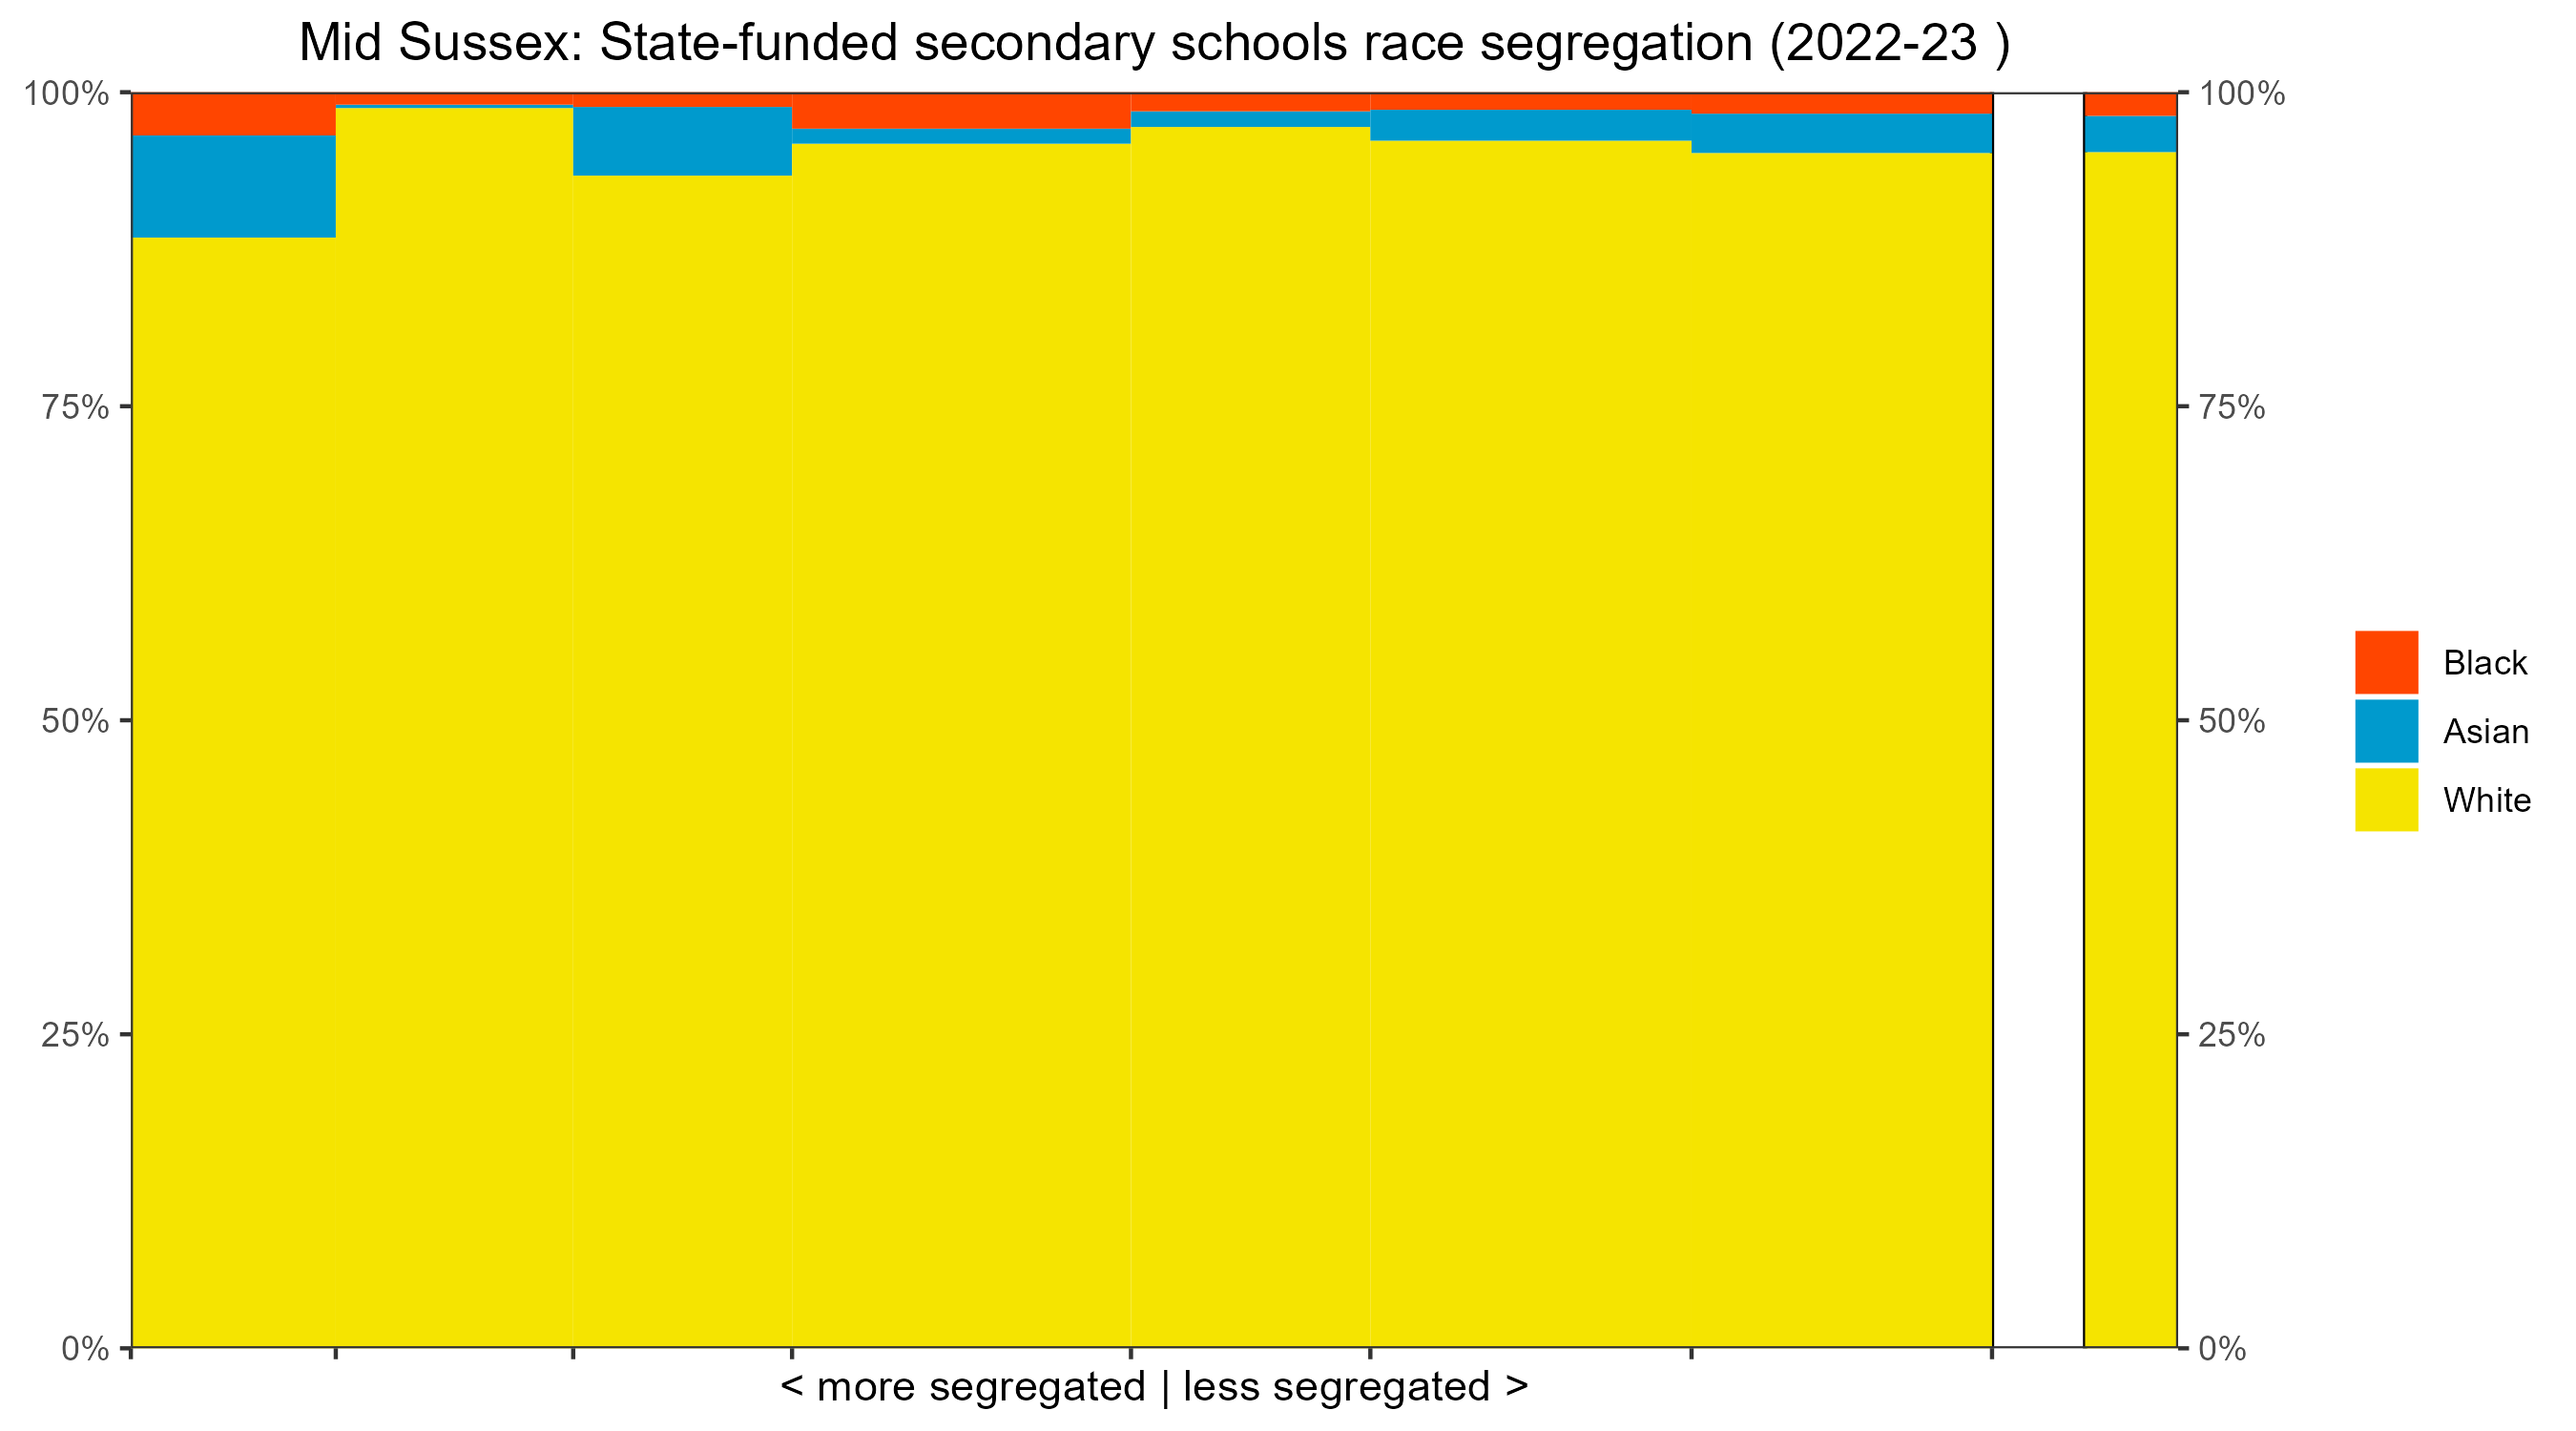 Mid Sussex: State-funded secondary schools race segregation (2022-23 )
100%
75%
50%
25%
0%
100%
75%
50%
25%
0%
Black
Asian
White
< more segregated | less segregated >